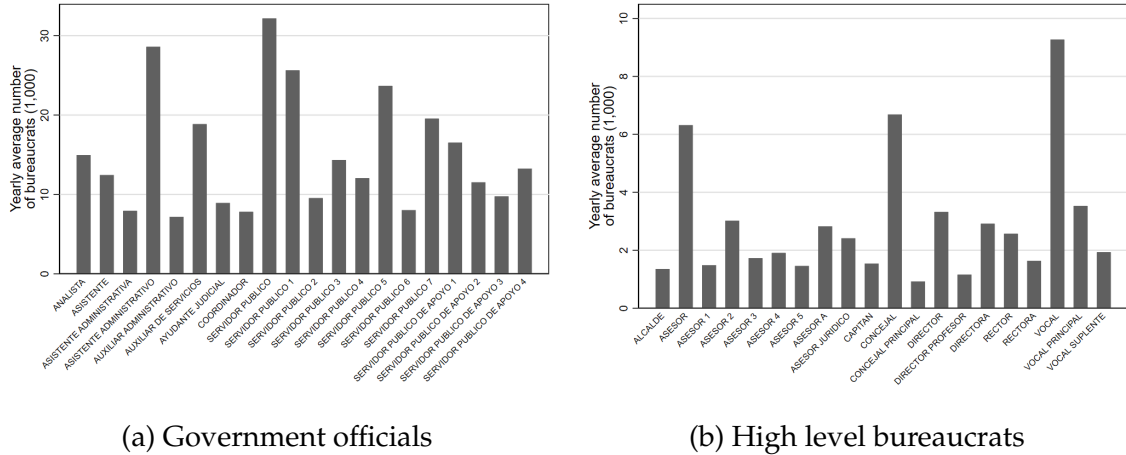 Yearly average number
of bureaucrats (1,000)
30
20
10
0
ANALISTA
ASISTENTE
ASISTENTE ADMINISTRATIVA
ASISTENTE ADMINISTRATIVO
AUXILIAR ADMINISTRATIVO
AUXILIAR DE SERVICIOS
AYUDANTE JUDICIAL
COORDINADOR
SERVIDOR PUBLICO
SERVIDOR PUBLICO 1
SERVIDOR PUBLICO 2
SERVIDOR PUBLICO 3
SERVIDOR PUBLICO 4
SERVIDOR PUBLICO 5
SERVIDOR PUBLICO 6
SERVIDOR PUBLICO 7
SERVIDOR PUBLICO DE APOYO 1
SERVIDOR PUBLICO DE APOYO 2
SERVIDOR PUBLICO DE APOYO 3
SERVIDOR PUBLICO DE APOYO 4
(a) Government officials
Yearly average number
of bureaucrats (1,000)
10
8
6
4
2
0
ALCALDE
ASESOR
ASESOR 1
ASESOR 2
ASESOR 3
ASESOR 4
ASESOR 5
ASESOR A
ASESOR JURIDICO
CAPITAN
CONCEJAL
CONCEJAL PRINCIPAL
DIRECTOR
DIRECTOR PROFESOR
DIRECTORA
RECTOR
RECTORA
VOCAL
VOCAL PRINCIPAL
VOCAL SUPLENTE
(b) High level bureaucrats